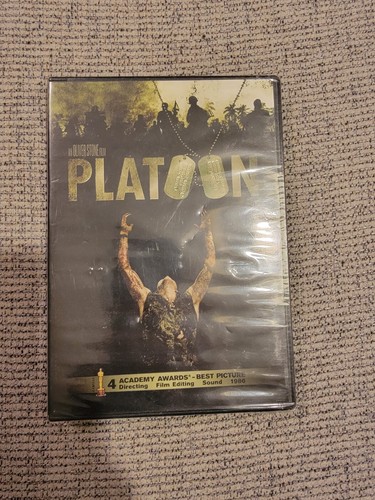 AN OLIVER STONE FILM
PLATOON
4 ACADEMY AWARDS® - BEST PICTURE
Directing Film Editing Sound 1986